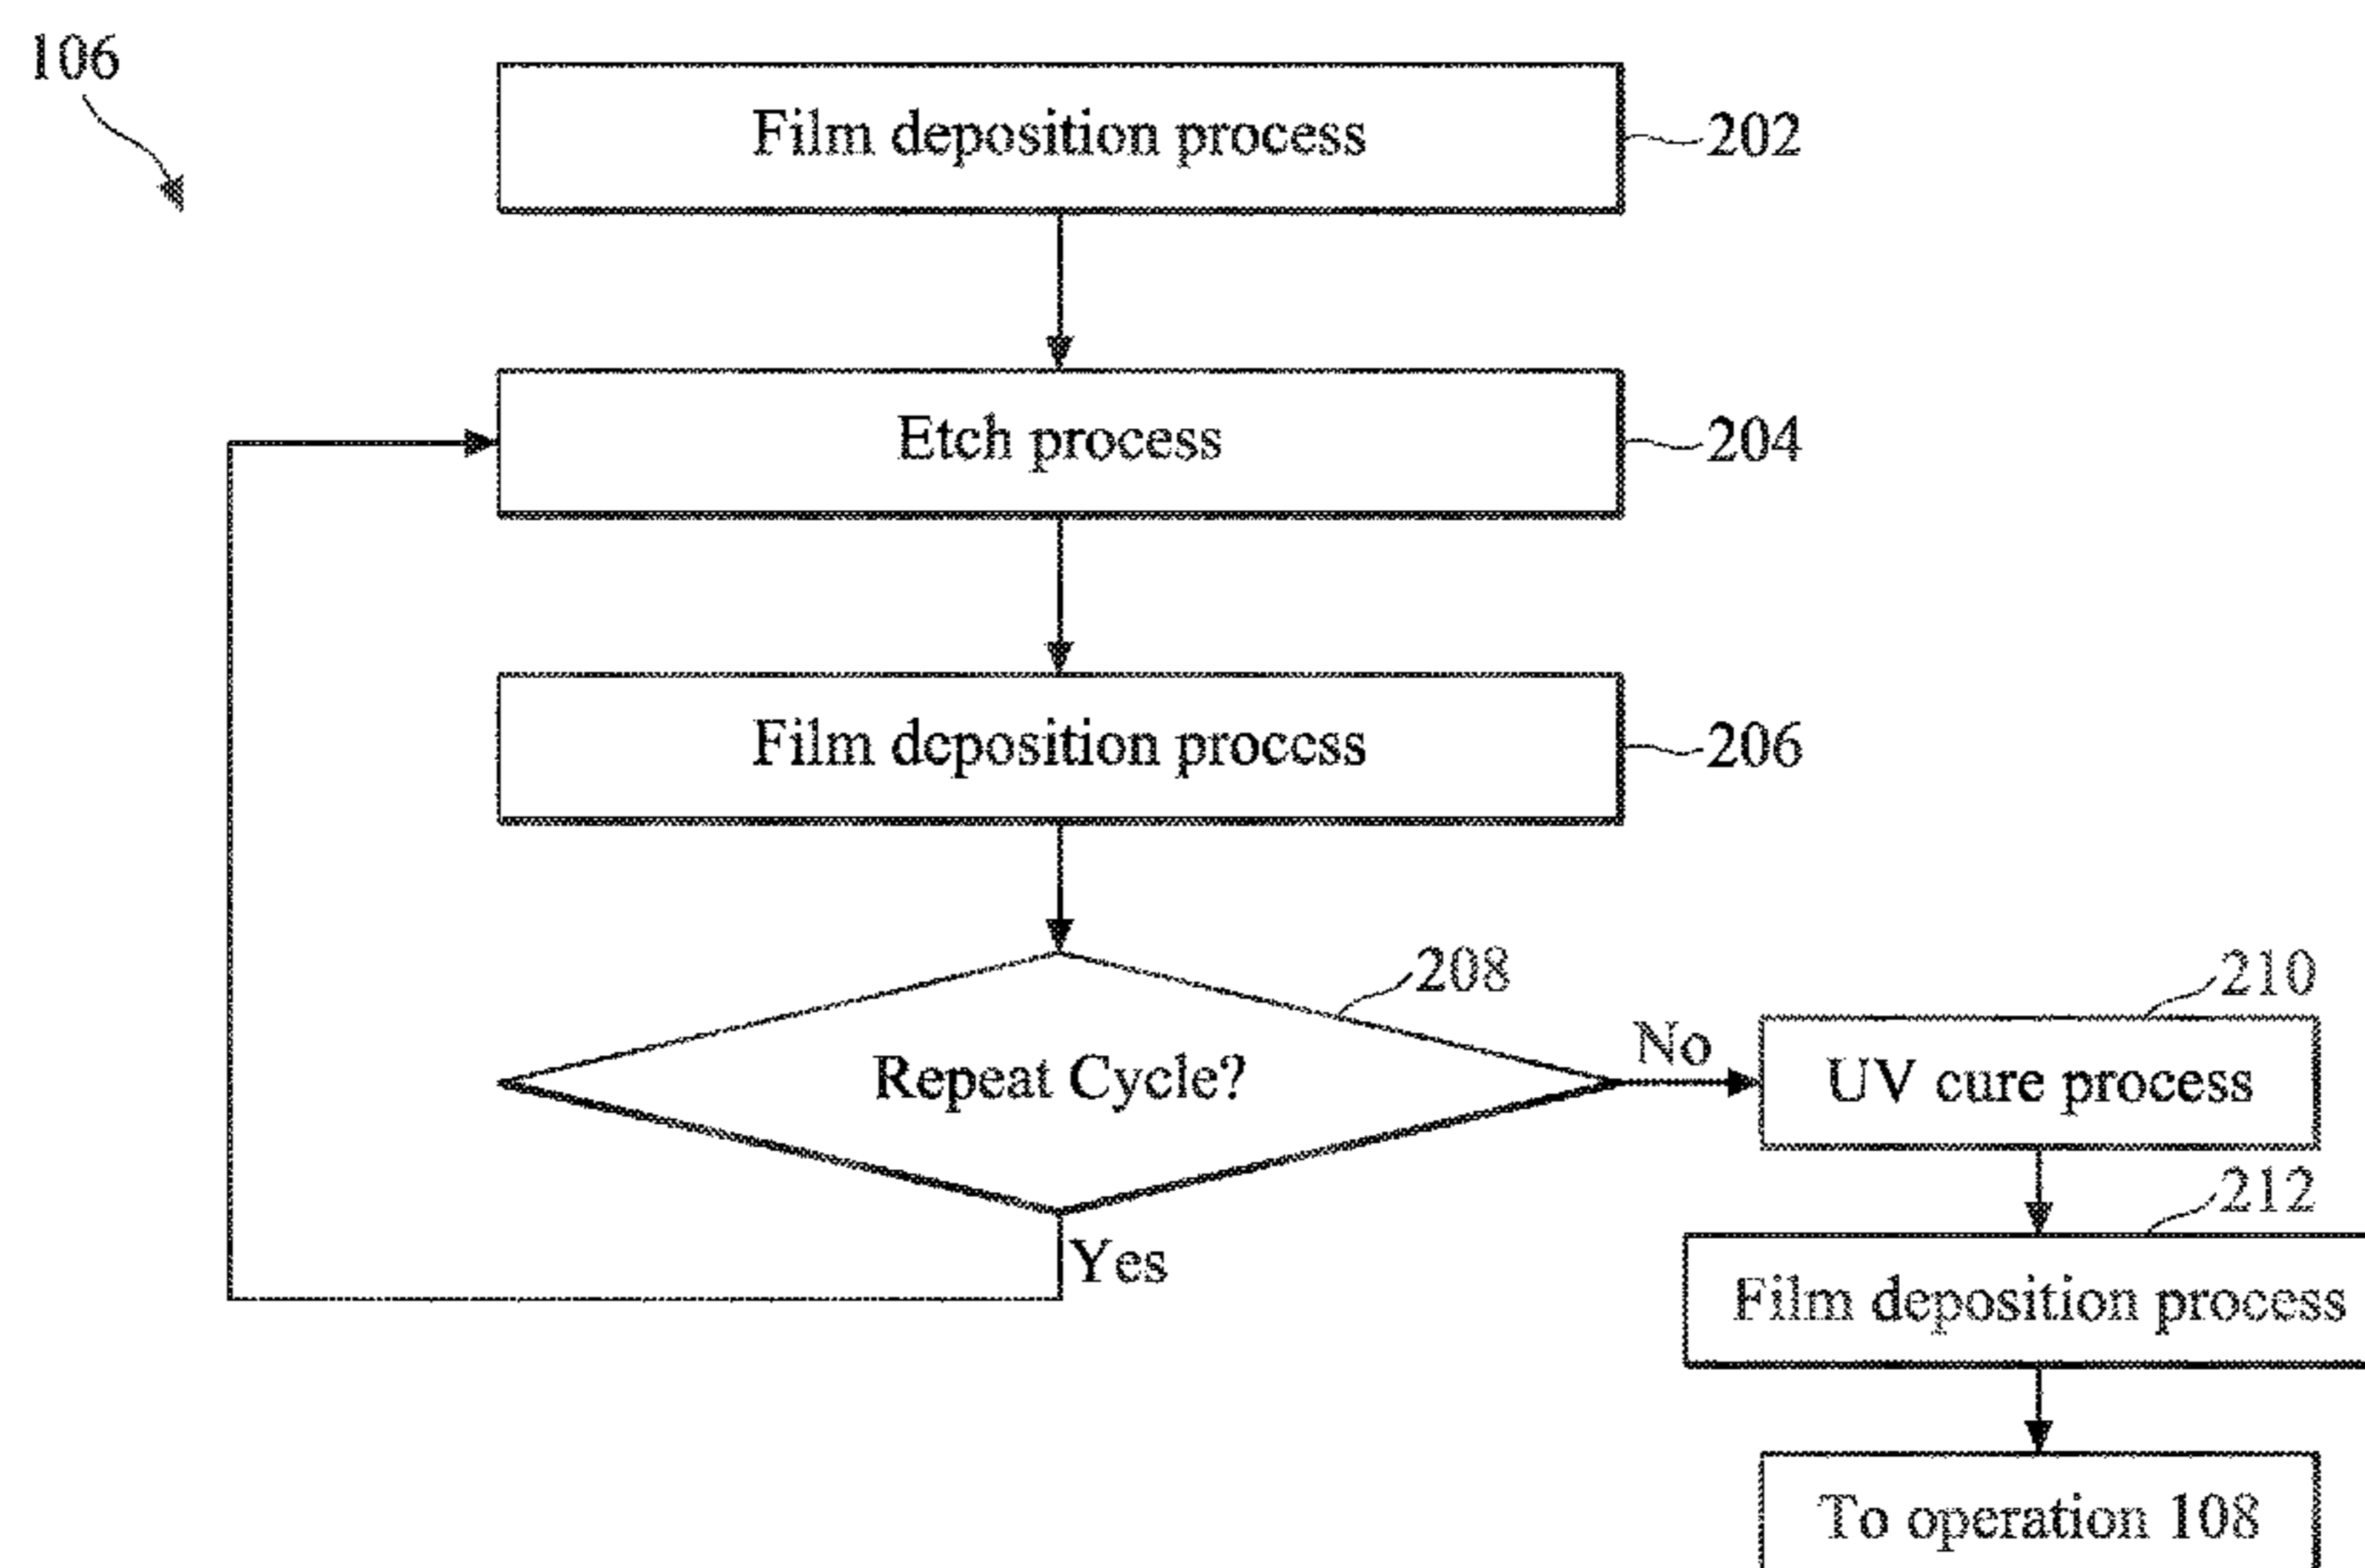 106
Film deposition process
202
Etch process
204
Film deposition process
206
208
Repeat Cycle?
No
Yes
210
UV cure process
212
Film deposition process
To operation 108